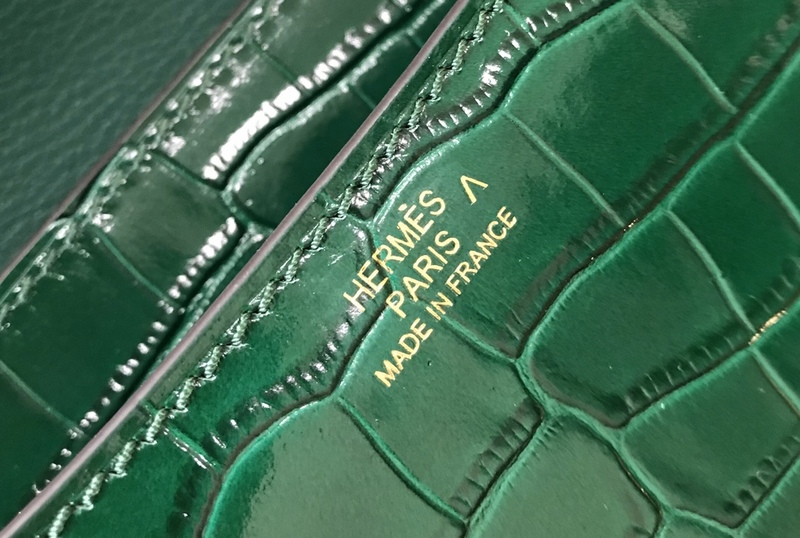 HERMÈS Λ
PARIS
MADE IN FRANCE